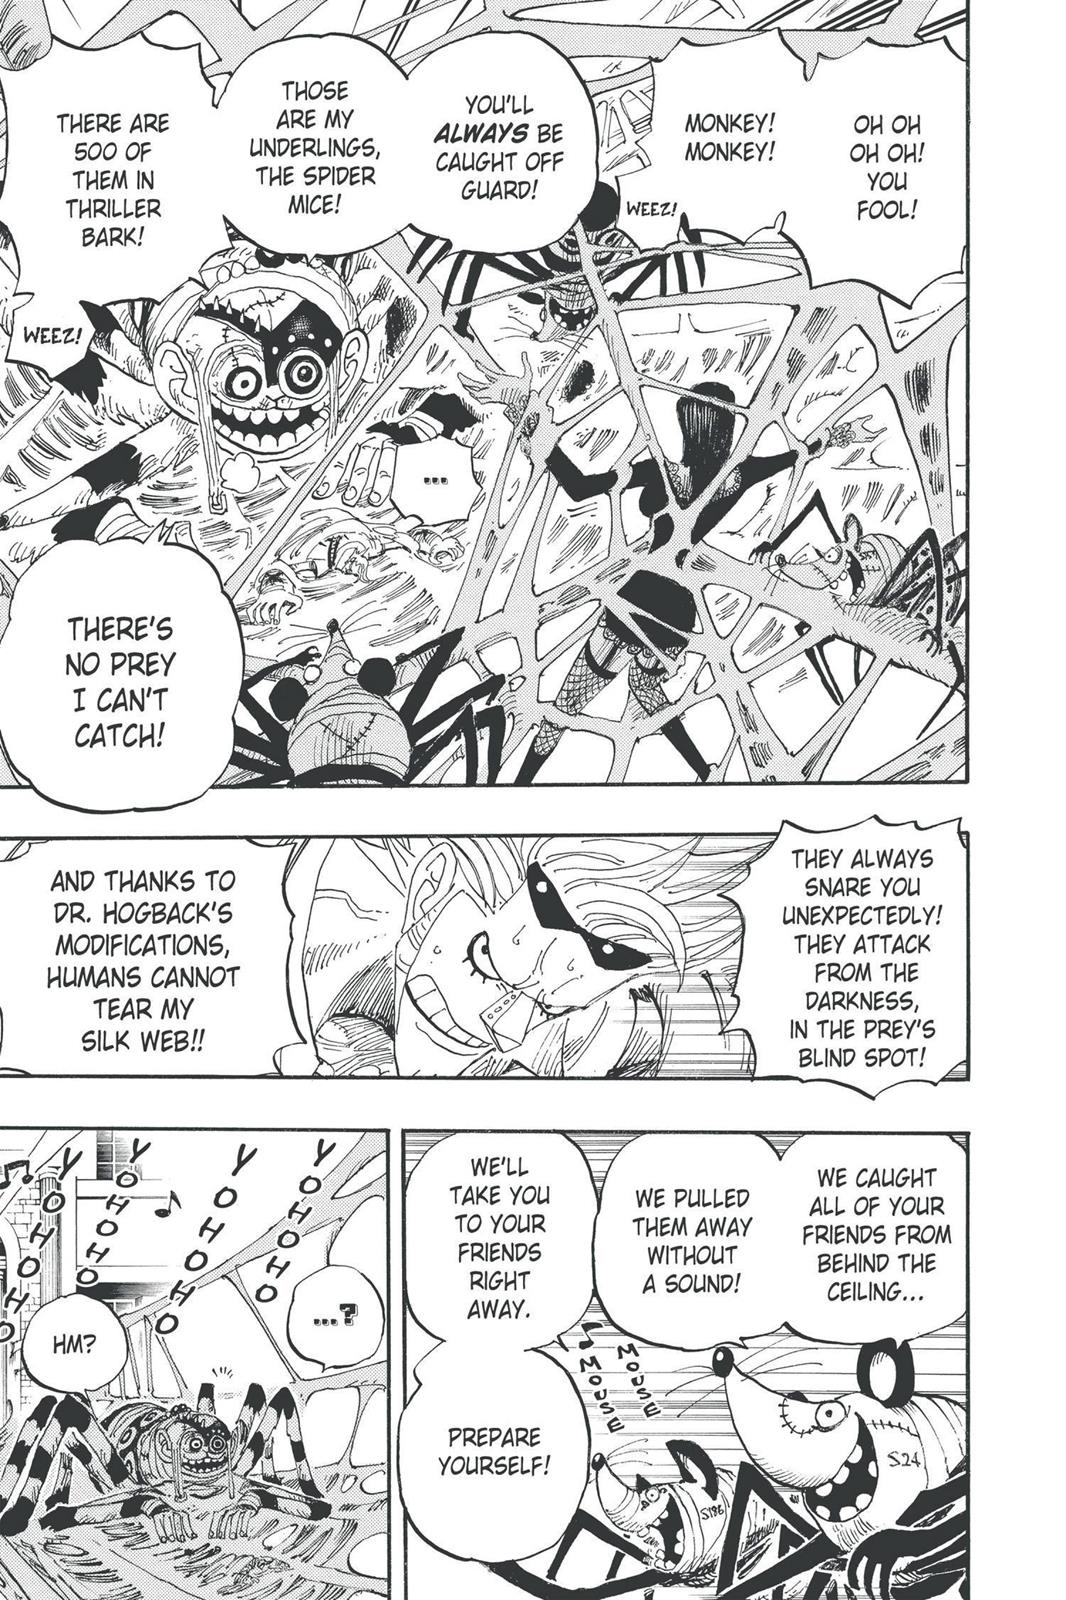 OH OH
OH OH!
YOU
FOOL!
MONKEY!
MONKEY!
WEEZ!
YOU'LL
ALWAYS BE
CAUGHT OFF
GUARD!
THOSE
ARE MY
UNDERLINGS,
THE SPIDER
MICE!
THERE ARE
500 OF
THEM IN
THRILLER
BARK!
WEEZ!
...
THERE'S
NO PREY
I CAN'T
CATCH!
THEY ALWAYS
SNARE YOU
UNEXPECTEDLY!
THEY ATTACK
FROM THE
DARKNESS,
IN THE PREY'S
BLIND SPOT!
AND THANKS TO
DR. HOGBACK'S
MODIFICATIONS,
HUMANS CANNOT
TEAR MY
SILK WEB!!
WE CAUGHT
ALL OF YOUR
FRIENDS FROM
BEHIND THE
CEILING...
WE PULLED
THEM AWAY
WITHOUT
A SOUND!
WE'LL
TAKE YOU
TO YOUR
FRIENDS
RIGHT
AWAY.
MOUSE
MOUSE
PREPARE
YOURSELF!
S24
S186
YOHOHO
YOHOHO
YOHOHO
YOHOHOHO
...?
HM?